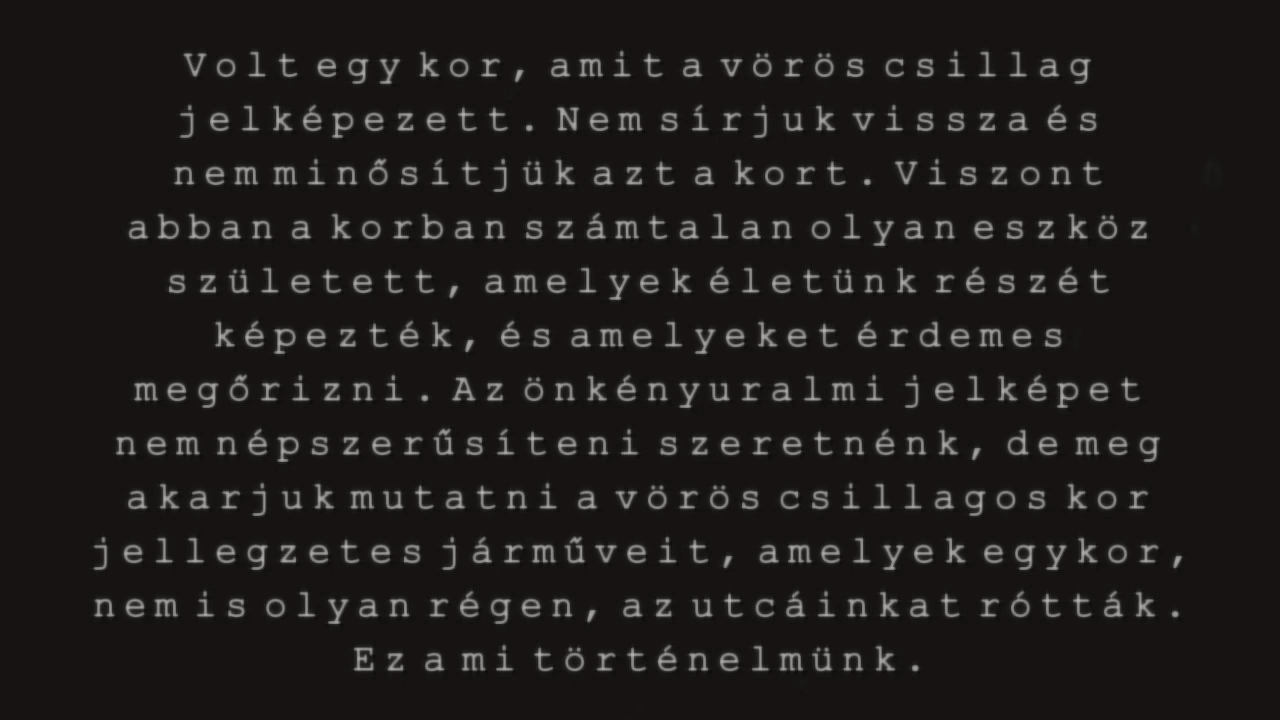 Volt egy kor, amit a vörös csillag
jelképezett. Nem sírjuk vissza és
nem minősítjük azt a kort. Viszont
abban a korban számtalan olyan eszköz
született, amelyek életünk részét
képezték, és amelyeket érdemes
megőrizni. Az önkényuralmi jelképet
nem népszerűsíteni szeretnénk, de meg
akarjuk mutatni a vörös csillagos kor
jellegzetes járműveit, amelyek egykor,
nem is olyan régen, az utcáinkat rótták.
Ez a mi történelmünk.